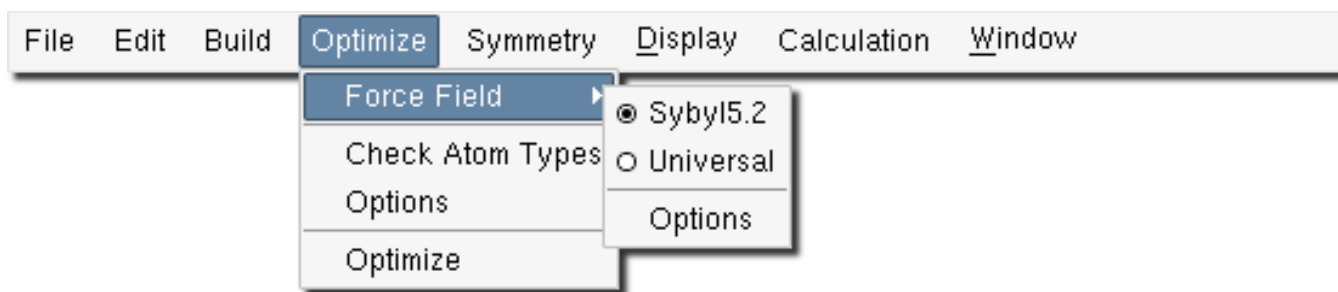 File Edit Build Optimize Symmetry Display Calculation Window
Force Field
Sybyl5.2
Check Atom Types
Universal
Options
Options
Optimize